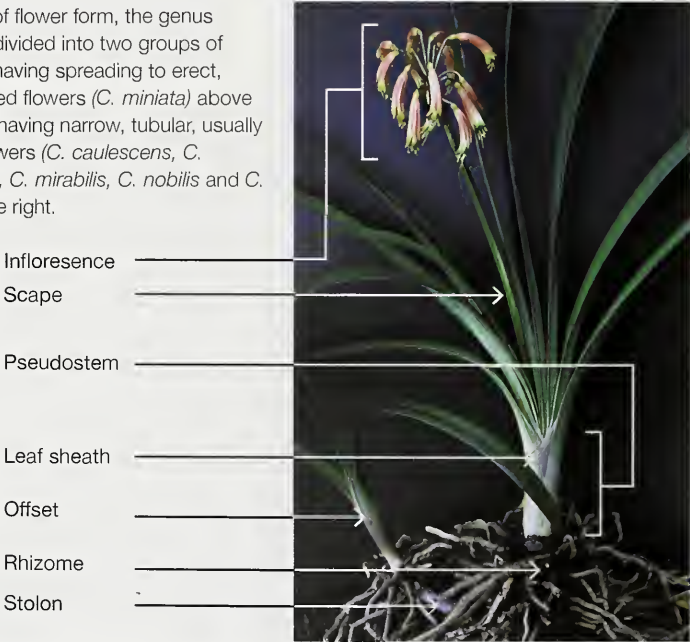 of flower form, the genus
divided into two groups of
having spreading to erect,
ed flowers (C. miniata) above
having narrow, tubular, usually
wers (C. caulescens, C.
, C. mirabilis, C. nobilis and C.
e right.
Infloresence
Scape
Pseudostem
Leaf sheath
Offset
Rhizome
Stolon